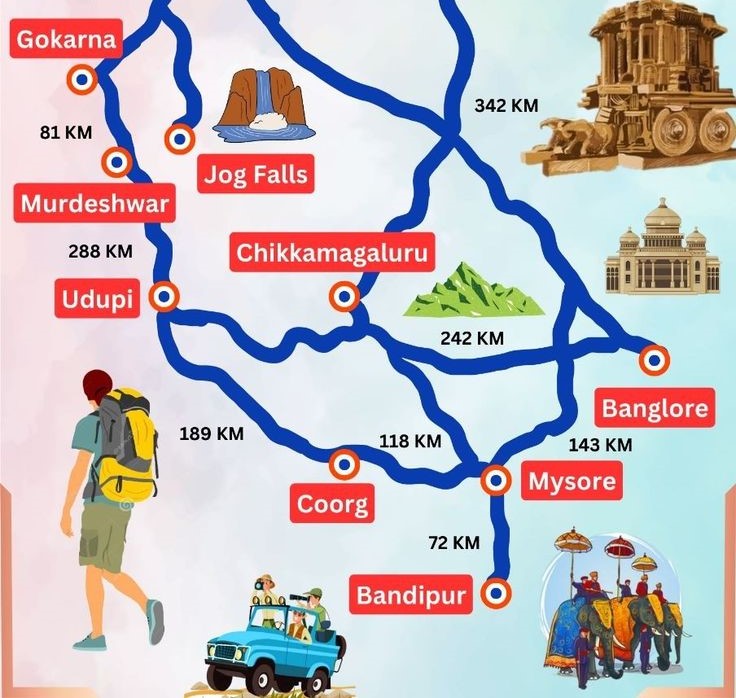 Gokarna
342 KM
81 KM
Jog Falls
Murdeshwar
288 KM
Chikkamagaluru
Udupi
242 KM
Banglore
189 KM
118 KM
143 KM
Coorg
Mysore
72 KM
Bandipur